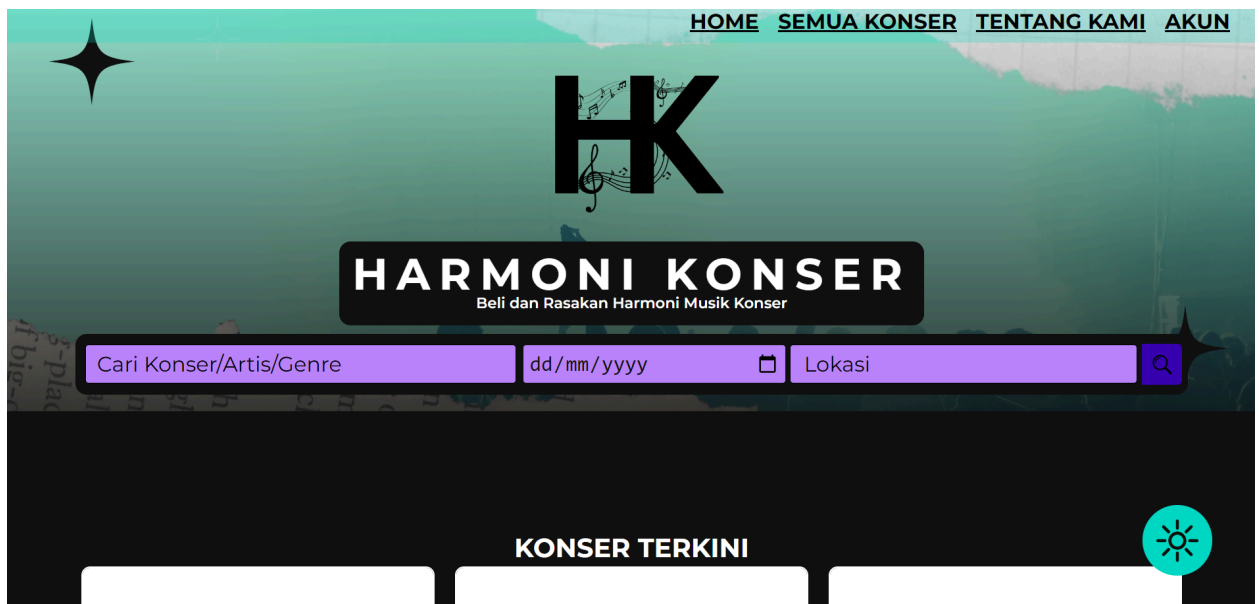 HOME SEMUA KONSER TENTANG KAMI AKUN
HK
HARMONI KONSER
Beli dan Rasakan Harmoni Musik Konser
Cari Konser/Artis/Genre dd/mm/yyyy Lokasi
KONSER TERKINI